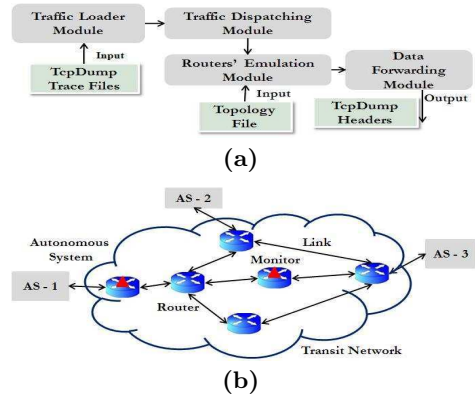 Traffic Loader
Module
Traffic Dispatching
Module
Input
TcpDump
Trace Files
Routers' Emulation
Module
Data
Forwarding
Module
Input
Topology
File
Output
TcpDump
Headers
(a)
AS - 2
Autonomous
System
Link
Monitor
AS - 3
AS - 1
Router
Transit Network
(b)